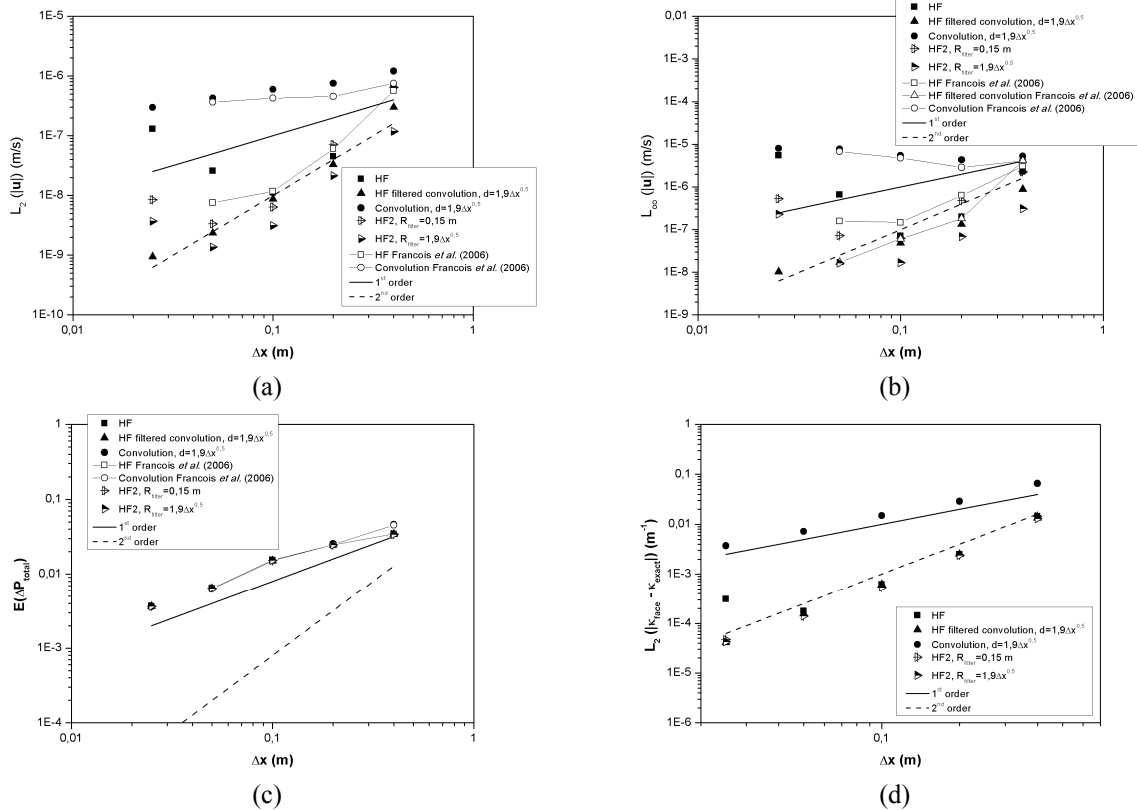 L2 (|u|) (m/s)
1E-5
1E-6
1E-7
1E-8
1E-9
1E-10
0,01
0,1
1
Δx (m)
HF
HF filtered convolution, d=1,9Δx^0,5
Convolution, d=1,9Δx^0,5
HF2, Rfilter=0,15 m
HF2, Rfilter=1,9Δx^0,5
HF Francois et al. (2006)
Convolution Francois et al. (2006)
1st order
2nd order
(a)
L∞ (|u|) (m/s)
0,01
1E-3
1E-4
1E-5
1E-6
1E-7
1E-8
1E-9
0,01
0,1
1
Δx (m)
HF
HF filtered convolution, d=1,9Δx^0,5
Convolution, d=1,9Δx^0,5
HF2, Rfilter=0,15 m
HF2, Rfilter=1,9Δx^0,5
HF Francois et al. (2006)
HF filtered convolution Francois et al. (2006)
Convolution Francois et al. (2006)
1st order
2nd order
(b)
E(ΔPtotal)
1
0,1
0,01
1E-3
1E-4
0,01
0,1
1
Δx (m)
HF
HF filtered convolution, d=1,9Δx^0,5
Convolution, d=1,9Δx^0,5
HF Francois et al. (2006)
Convolution Francois et al. (2006)
HF2, Rfilter=0,15 m
HF2, Rfilter=1,9Δx^0,5
1st order
2nd order
(c)
L2 (|κface - κexact|) (m-1)
1
0,1
0,01
1E-3
1E-4
1E-5
1E-6
0,1
Δx (m)
HF
HF filtered convolution, d=1,9Δx^0,5
Convolution, d=1,9Δx^0,5
HF2, Rfilter=0,15 m
HF2, Rfilter=1,9Δx^0,5
1st order
2nd order
(d)